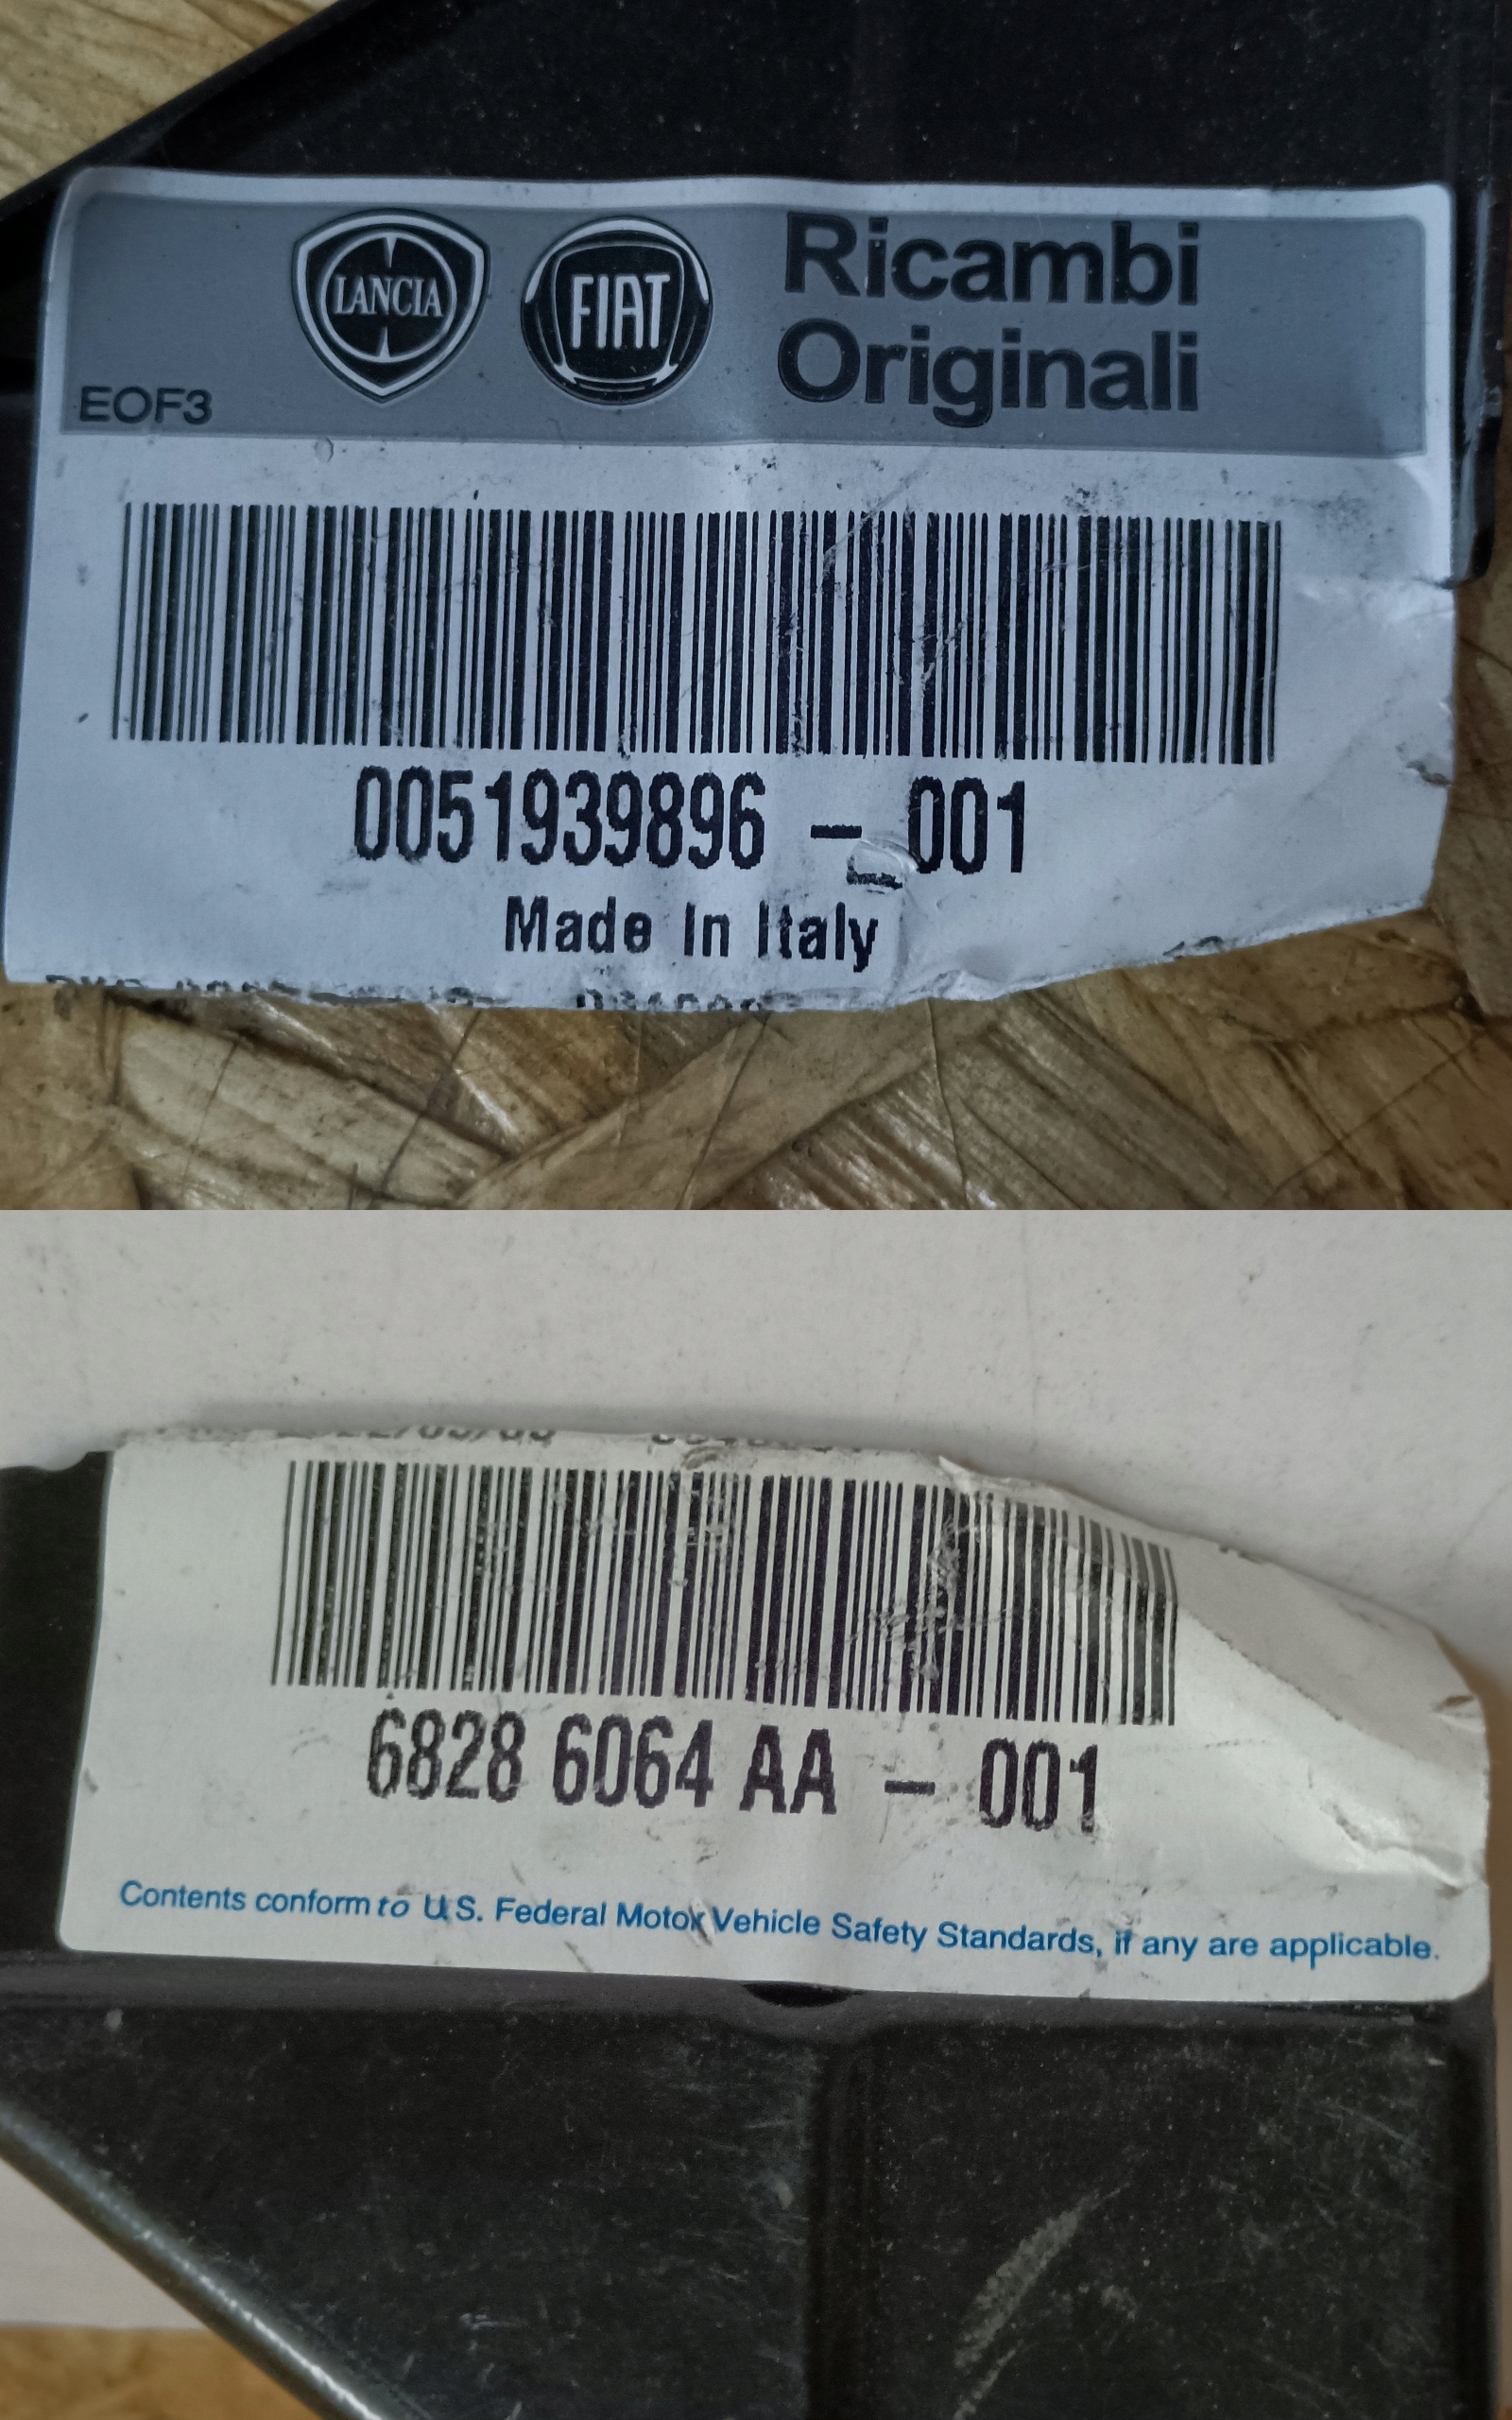 LANCIA
FIAT
Ricambi
Originali
EOF3
0051939896 - 001
Made In Italy
6828 6064 AA - 001
Contents conform to U.S. Federal Motor Vehicle Safety Standards, if any are applicable.